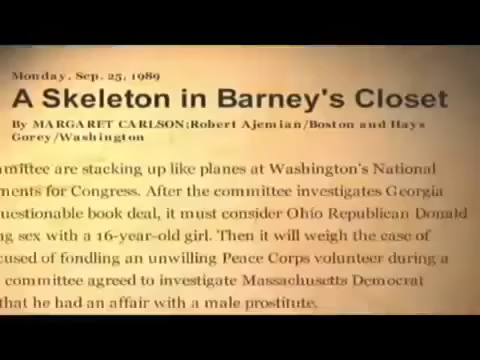 Monday, Sep. 25, 1989
A Skeleton in Barney's Closet
By MARGARET CARLSON;Robert Ajemian/Boston and Hays
Gorey/Washington
mittee are stacking up like planes at Washington's National
ments for Congress. After the committee investigates Georgia
uestionable book deal, it must consider Ohio Republican Donald
ng sex with a 16-year-old girl. Then it will weigh the case of
cused of fondling an unwilling Peace Corps volunteer during a
committee agreed to investigate Massachusetts Democrat
that he had an affair with a male prostitute.